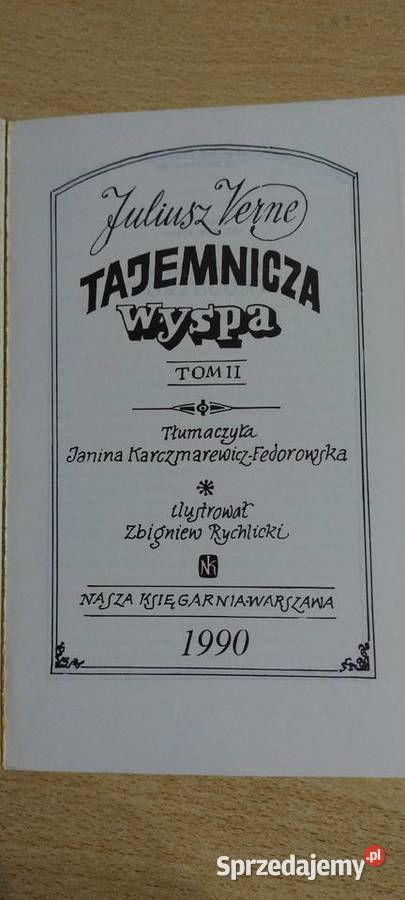 Juliusz Verne
TAJEMNICZA
wyspa
TOM II
Tłumaczyła
Janina Karczmarewicz-Fedorowska
ilustrował
Zbigniew Rychlicki
NK
NASZA KSIĘGARNIA·WARSZAWA
1990
Sprzedajemy.pl